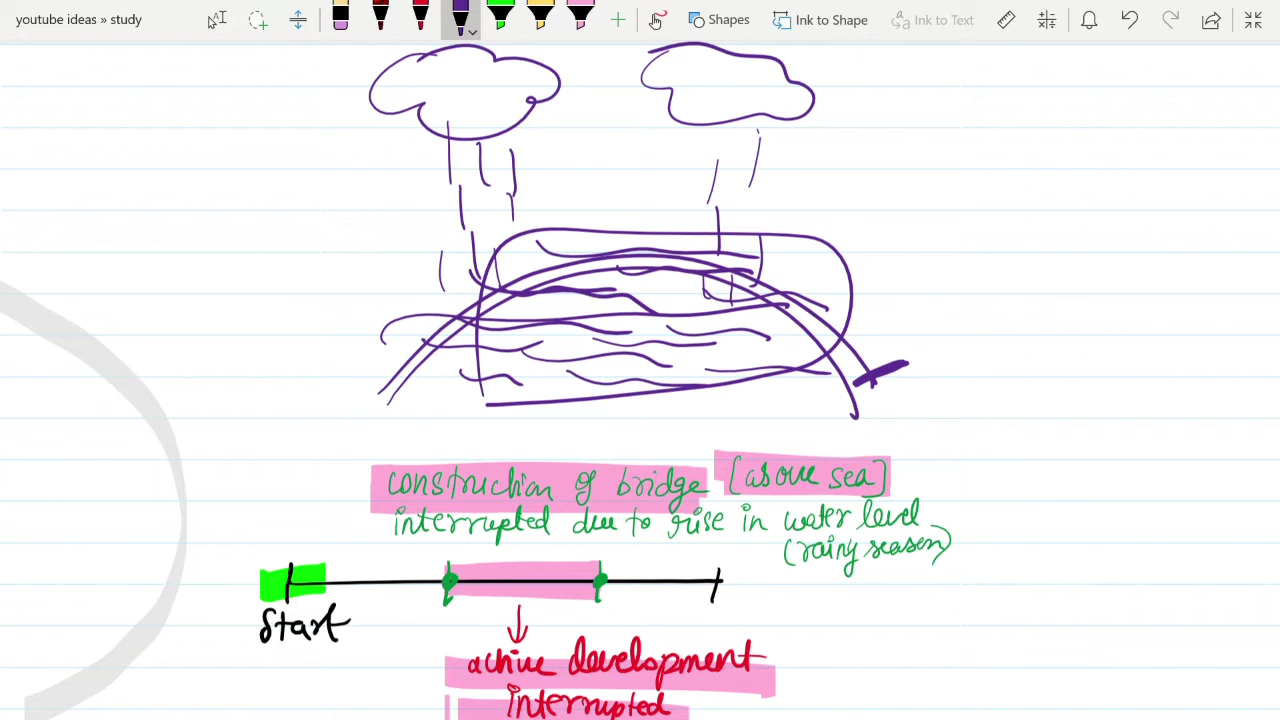 youtube ideas » study
Shapes
Ink to Shape
Ink to Text
construction of bridge [above sea]
interrupted due to rise in water level
(rainy season)
Start
active development
interrupted